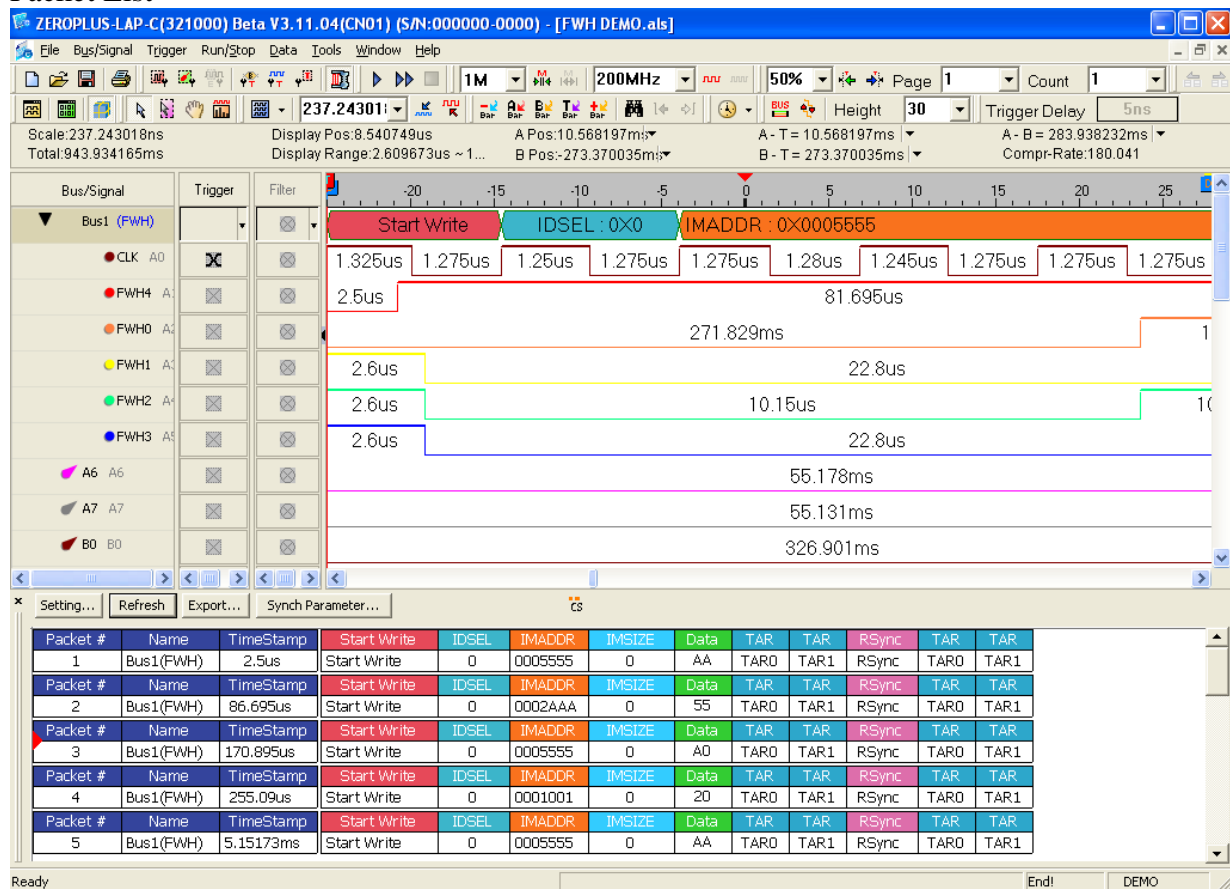 ZEROPLUS-LAP-C(321000) Beta V3.11.04(CN01) (S/N:000000-0000) - [FWH DEMO.als]
File Bus/Signal Trigger Run/Stop Data Tools Window Help
1M 200MHz 50% Page 1 Count 1
237.24301 Bar Bar Bar Bar Bar Height 30 Trigger Delay 5ns
Scale:237.243018ns Display Pos:8.540749us A Pos:10.568197ms A - T = 10.568197ms A - B = 283.938232ms
Total:943.934165ms Display Range:2.609673us ~ 1... B Pos:-273.370035ms B - T = 273.370035ms Compr-Rate:180.041
Bus/Signal Trigger Filter -20 -15 -10 -5 0 5 10 15 20 25
Bus1 (FWH) Start Write IDSEL : 0X0 IMADDR : 0X0005555
CLK A0 1.325us 1.275us 1.25us 1.275us 1.275us 1.28us 1.245us 1.275us 1.275us 1.275us
FWH4 2.5us 81.695us
FWH0 A2 271.829ms
FWH1 2.6us 22.8us
FWH2 2.6us 10.15us
FWH3 A5 2.6us 22.8us
A6 A6 55.178ms
A7 A7 55.131ms
B0 B0 326.901ms
Setting... Refresh Export... Synch Parameter...
Packet # Name TimeStamp Start Write IDSEL IMADDR IMSIZE Data TAR TAR RSync TAR TAR
1 Bus1(FWH) 2.5us Start Write 0 0005555 0 AA TAR0 TAR1 RSync TAR0 TAR1
Packet # Name TimeStamp Start Write IDSEL IMADDR IMSIZE Data TAR TAR RSync TAR TAR
2 Bus1(FWH) 86.695us Start Write 0 0002AAA 0 55 TAR0 TAR1 RSync TAR0 TAR1
Packet # Name TimeStamp Start Write IDSEL IMADDR IMSIZE Data TAR TAR RSync TAR TAR
3 Bus1(FWH) 170.895us Start Write 0 0005555 0 A0 TAR0 TAR1 RSync TAR0 TAR1
Packet # Name TimeStamp Start Write IDSEL IMADDR IMSIZE Data TAR TAR RSync TAR TAR
4 Bus1(FWH) 255.09us Start Write 0 0001001 0 20 TAR0 TAR1 RSync TAR0 TAR1
Packet # Name TimeStamp Start Write IDSEL IMADDR IMSIZE Data TAR TAR RSync TAR TAR
5 Bus1(FWH) 5.15173ms Start Write 0 0005555 0 AA TAR0 TAR1 RSync TAR0 TAR1
Ready End! DEMO